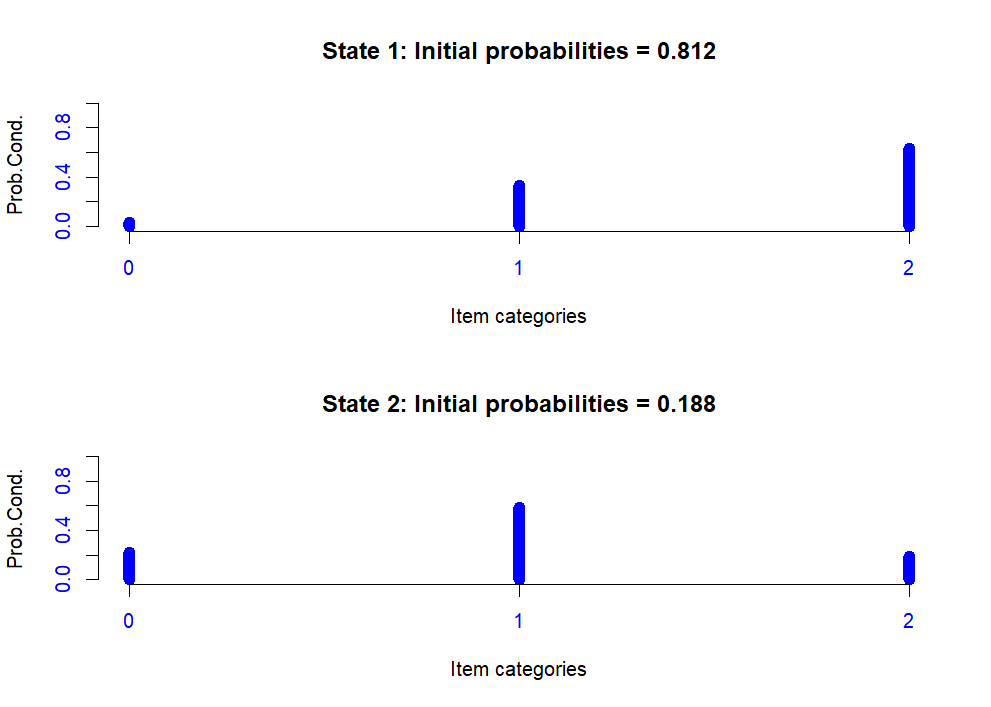 State 1: Initial probabilities = 0.812
Prob.Cond.
0.8
0.4
0.0
0 1 2
Item categories
State 2: Initial probabilities = 0.188
Prob.Cond.
0.8
0.4
0.0
0 1 2
Item categories